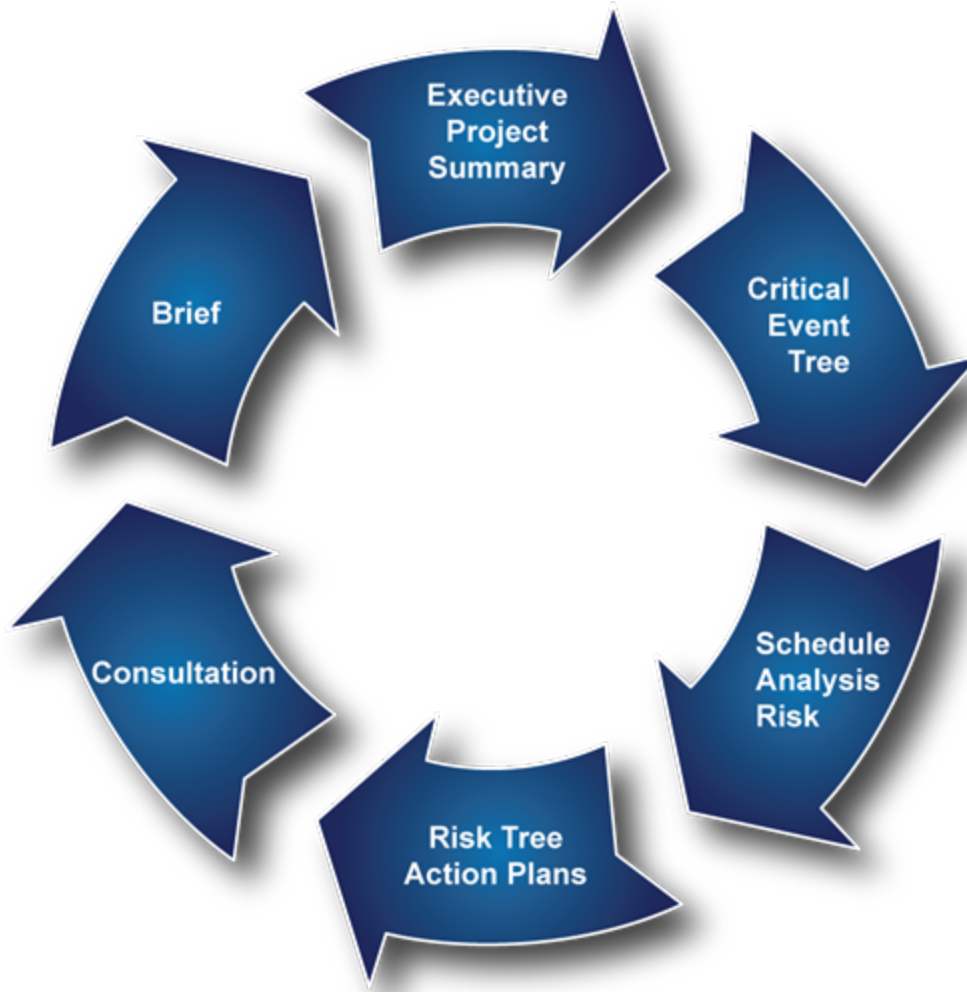 Executive
Project
Summary
Critical
Event
Tree
Schedule
Analysis
Risk
Risk Tree
Action Plans
Consultation
Brief